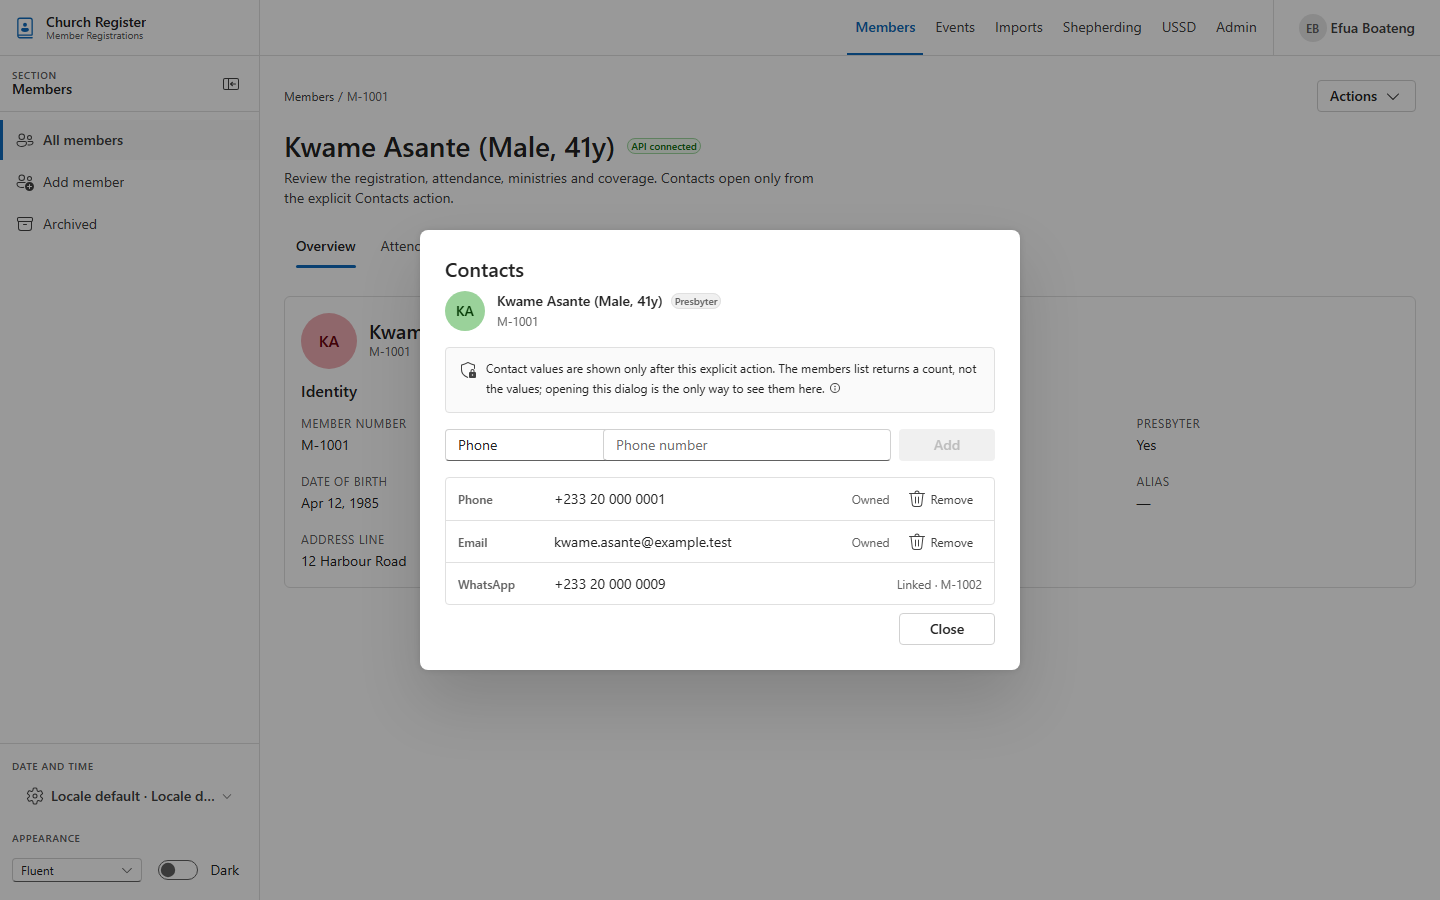 Church Register
Member Registrations
Members
Events
Imports
Shepherding
USSD
Admin
EB
Efua Boateng
SECTION
Members
All members
Add member
Archived
Members / M-1001
Actions
Kwame Asante (Male, 41y)
API connected
Review the registration, attendance, ministries and coverage. Contacts open only from
the explicit Contacts action.
Overview
Attend
KA
Kwam
M-1001
Identity
MEMBER NUMBER
M-1001
DATE OF BIRTH
Apr 12, 1985
ADDRESS LINE
12 Harbour Road
PRESBYTER
Yes
ALIAS
—
Contacts
KA
Kwame Asante (Male, 41y)
Presbyter
M-1001
Contact values are shown only after this explicit action. The members list returns a count, not
the values; opening this dialog is the only way to see them here.
Phone
Phone number
Add
Phone
+233 20 000 0001
Owned
Remove
Email
kwame.asante@example.test
Owned
Remove
WhatsApp
+233 20 000 0009
Linked · M-1002
Close
DATE AND TIME
Locale default · Locale d...
APPEARANCE
Fluent
Dark